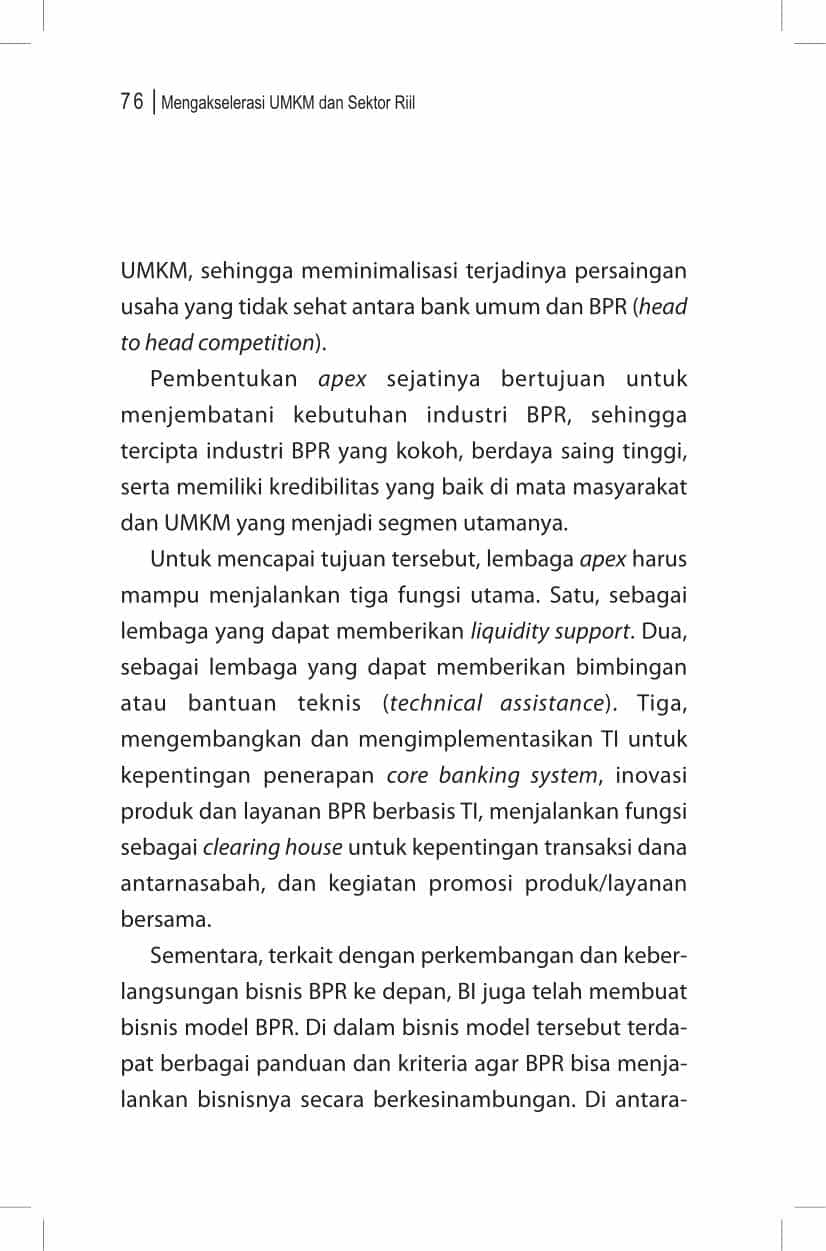 76 | Mengakselerasi UMKM dan Sektor Riil
UMKM, sehingga meminimalisasi terjadinya persaingan
usaha yang tidak sehat antara bank umum dan BPR (head
to head competition).
Pembentukan apex sejatinya bertujuan untuk
menjembatani kebutuhan industri BPR, sehingga
tercipta industri BPR yang kokoh, berdaya saing tinggi,
serta memiliki kredibilitas yang baik di mata masyarakat
dan UMKM yang menjadi segmen utamanya.
Untuk mencapai tujuan tersebut, lembaga apex harus
mampu menjalankan tiga fungsi utama. Satu, sebagai
lembaga yang dapat memberikan liquidity support. Dua,
sebagai lembaga yang dapat memberikan bimbingan
atau bantuan teknis (technical assistance). Tiga,
mengembangkan dan mengimplementasikan TI untuk
kepentingan penerapan core banking system, inovasi
produk dan layanan BPR berbasis TI, menjalankan fungsi
sebagai clearing house untuk kepentingan transaksi dana
antarnasabah, dan kegiatan promosi produk/layanan
bersama.
Sementara, terkait dengan perkembangan dan keber-
langsungan bisnis BPR ke depan, BI juga telah membuat
bisnis model BPR. Di dalam bisnis model tersebut terda-
pat berbagai panduan dan kriteria agar BPR bisa menja-
lankan bisnisnya secara berkesinambungan. Di antara-